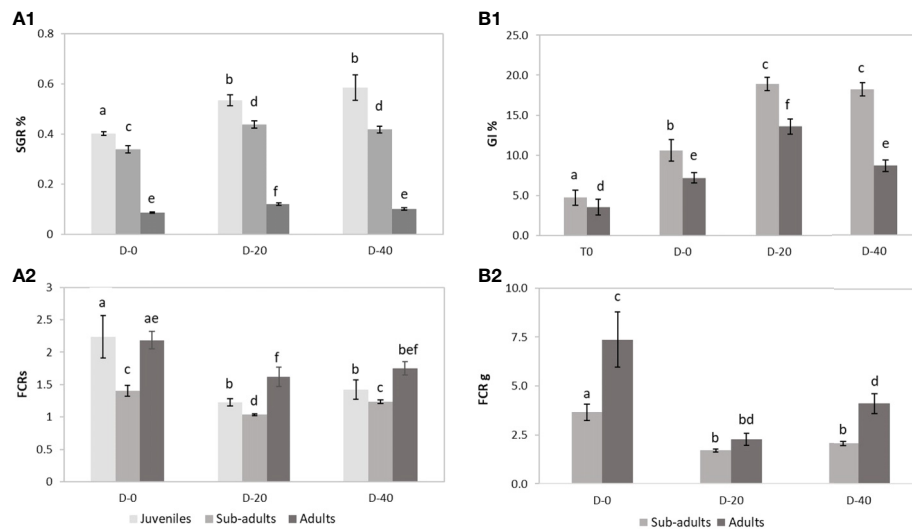 A1
0.8
0.6
0.4
0.2
0
SGR %
a
c
e
b
d
f
b
d
e
D-0
D-20
D-40
B1
25.0
20.0
15.0
10.0
5.0
0.0
GI %
a
d
b
e
c
f
c
e
T0
D-0
D-20
D-40
A2
3
2.5
2
1.5
1
0.5
0
FCRs
a
c
ae
b
d
f
b
c
bef
D-0
D-20
D-40
Juveniles Sub-adults Adults
B2
10.0
7.5
5.0
2.5
0.0
FCR g
a
c
b
bd
b
d
D-0
D-20
D-40
Sub-adults Adults